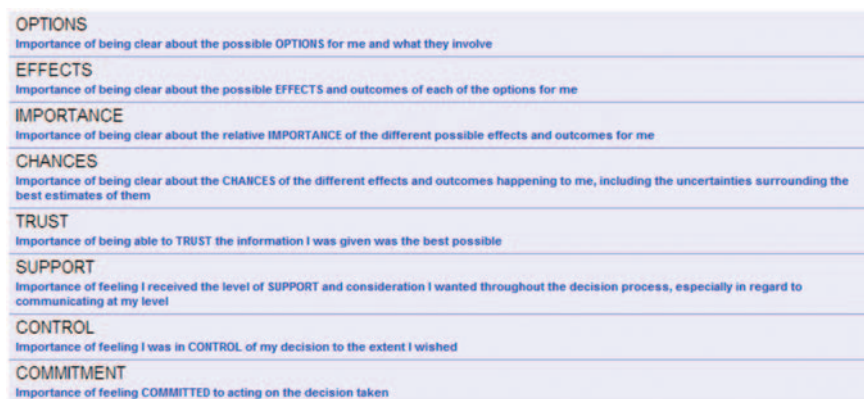 OPTIONS
Importance of being clear about the possible OPTIONS for me and what they involve
EFFECTS
Importance of being clear about the possible EFFECTS and outcomes of each of the options for me
IMPORTANCE
Importance of being clear about the relative IMPORTANCE of the different possible effects and outcomes for me
CHANCES
Importance of being clear about the CHANCES of the different effects and outcomes happening to me, including the uncertainties surrounding the
best estimates of them
TRUST
Importance of being able to TRUST the information I was given was the best possible
SUPPORT
Importance of feeling I received the level of SUPPORT and consideration I wanted throughout the decision process, especially in regard to
communicating at my level
CONTROL
Importance of feeling I was in CONTROL of my decision to the extent I wished
COMMITMENT
Importance of feeling COMMITTED to acting on the decision taken